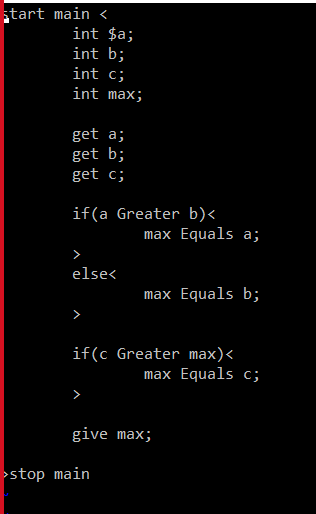 start main <
int $a;
int b;
int c;
int max;
get a;
get b;
get c;
if(a Greater b)<
max Equals a;
>
else<
max Equals b;
>
if(c Greater max)<
max Equals c;
>
give max;
>stop main